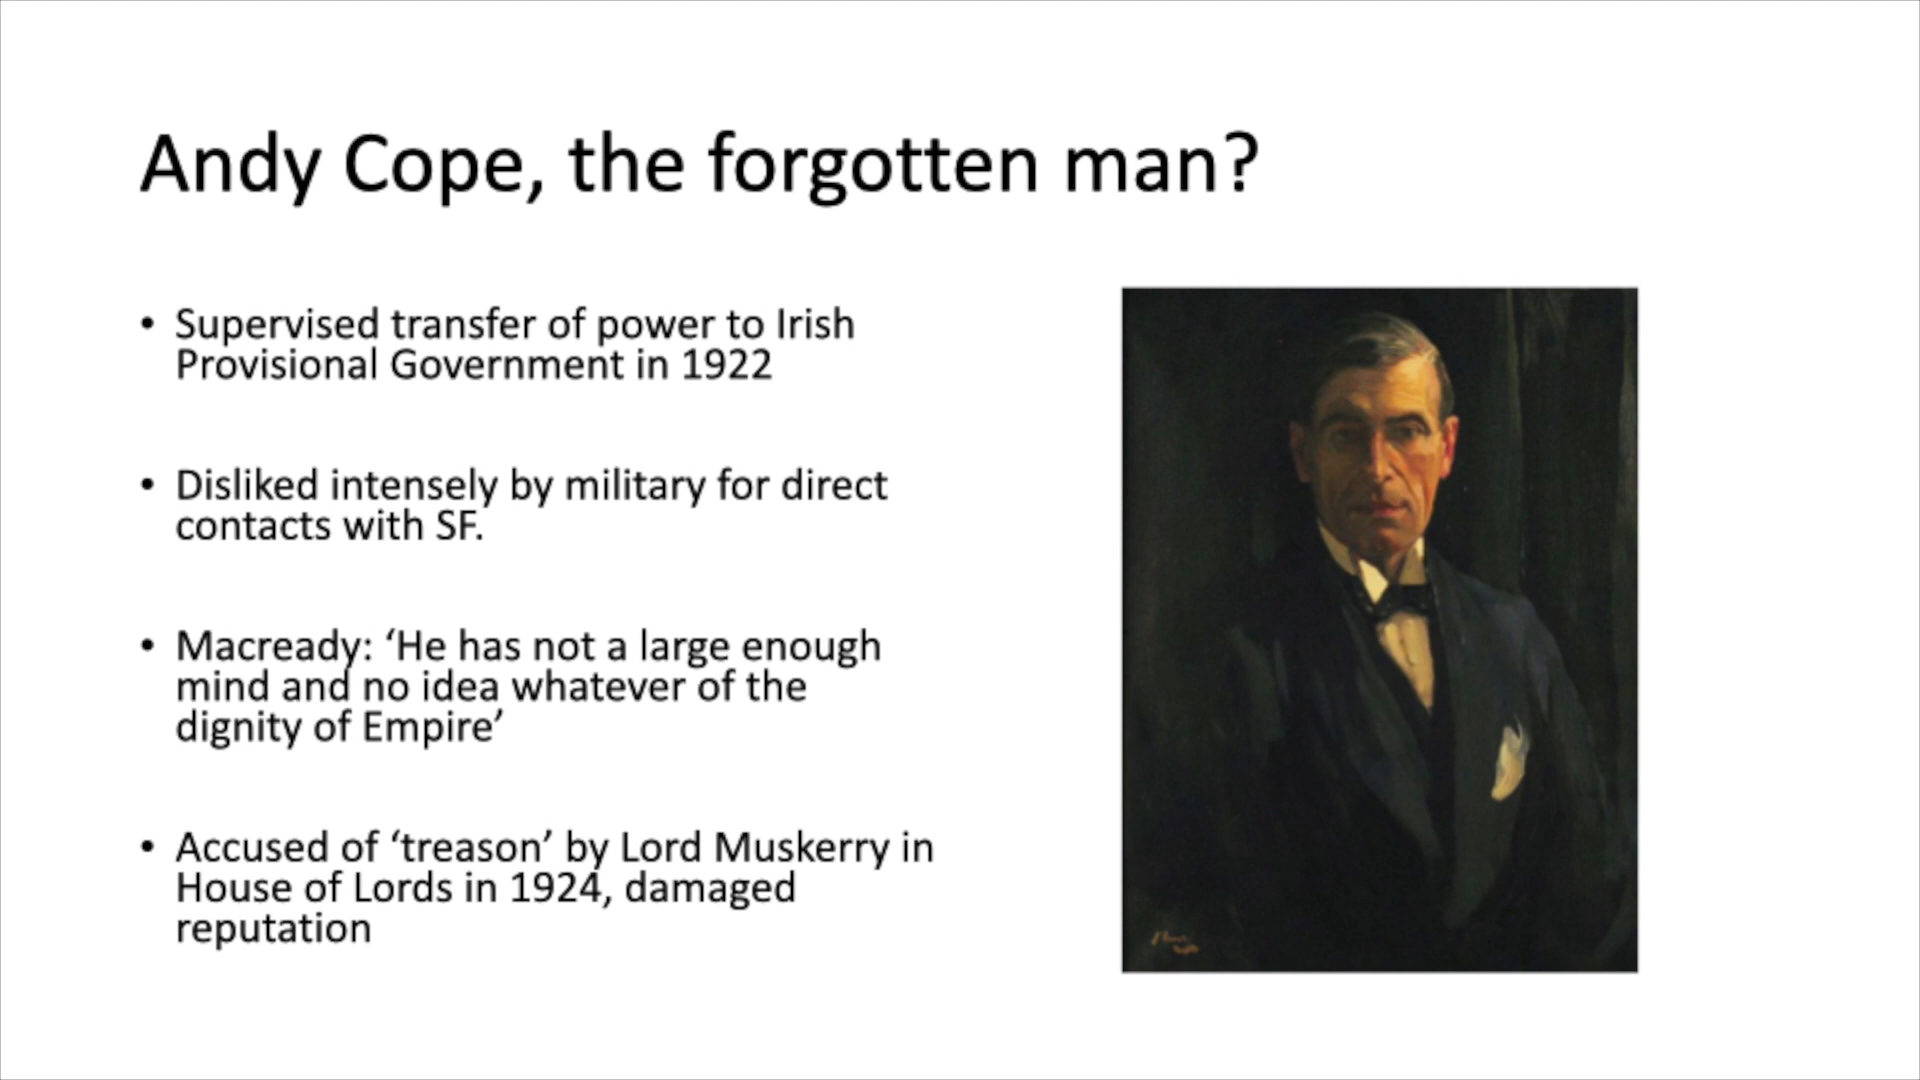 Andy Cope, the forgotten man?
• Supervised transfer of power to Irish
Provisional Government in 1922
• Disliked intensely by military for direct
contacts with SF.
• Macready: ‘He has not a large enough
mind and no idea whatever of the
dignity of Empire’
• Accused of ‘treason’ by Lord Muskerry in
House of Lords in 1924, damaged
reputation